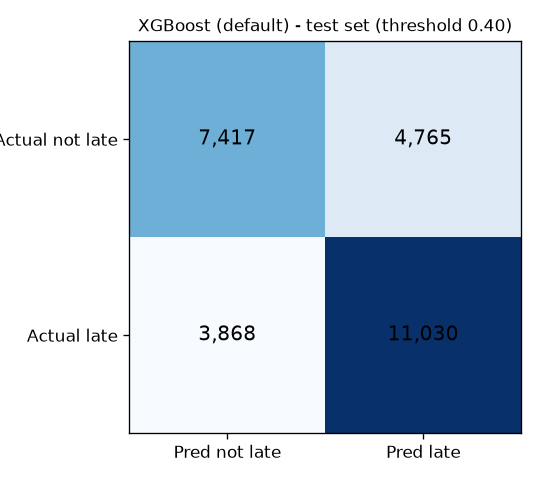 XGBoost (default) - test set (threshold 0.40)
Actual not late
7,417
4,765
Actual late
3,868
11,030
Pred not late
Pred late